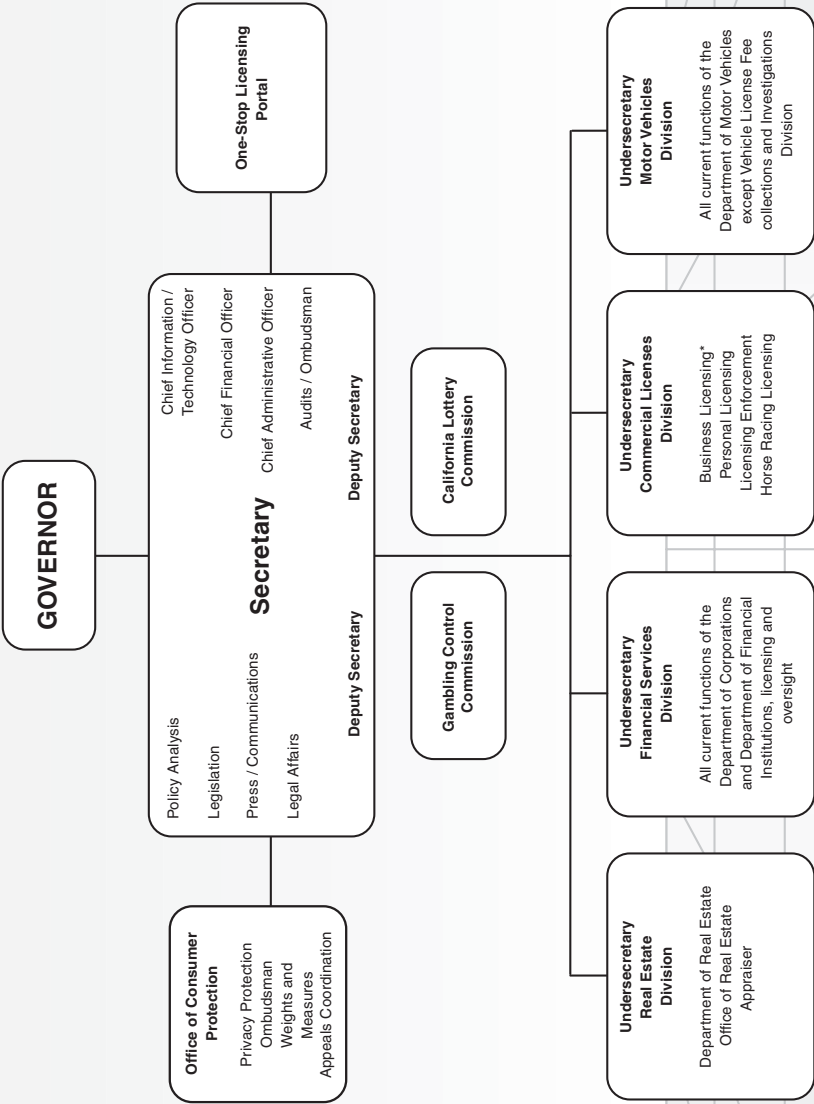 GOVERNOR
Office of Consumer
Protection
Privacy Protection
Ombudsman
Weights and
Measures
Appeals Coordination
Policy Analysis
Legislation
Press / Communications
Legal Affairs
Deputy Secretary
Secretary
Chief Information /
Technology Officer
Chief Financial Officer
Chief Administrative Officer
Audits / Ombudsman
Deputy Secretary
One-Stop Licensing
Portal
Gambling Control
Commission
California Lottery
Commission
Undersecretary
Real Estate
Division
Department of Real Estate
Office of Real Estate
Appraiser
Undersecretary
Financial Services
Division
All current functions of the
Department of Corporations
and Department of Financial
Institutions, licensing and
oversight
Undersecretary
Commercial Licenses
Division
Business Licensing*
Personal Licensing
Licensing Enforcement
Horse Racing Licensing
Undersecretary
Motor Vehicles
Division
All current functions of the
Department of Motor Vehicles
except Vehicle License Fee
collections and Investigations
Division